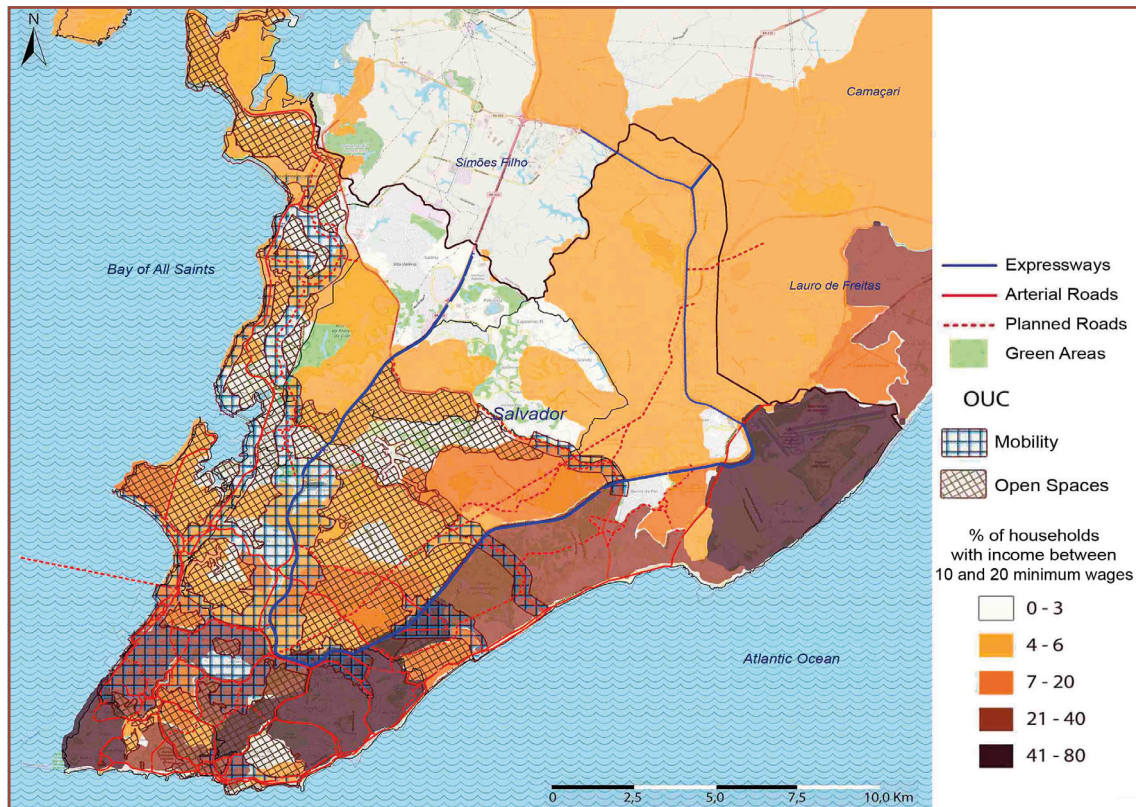 N
Camaçari
Simões Filho
Bay of All Saints
Lauro de Freitas
Salvador
Atlantic Ocean
0 2,5 5,0 7,5 10,0 Km
Expressways
Arterial Roads
Planned Roads
Green Areas
OUC
Mobility
Open Spaces
% of households
with income between
10 and 20 minimum wages
0 - 3
4 - 6
7 - 20
21 - 40
41 - 80